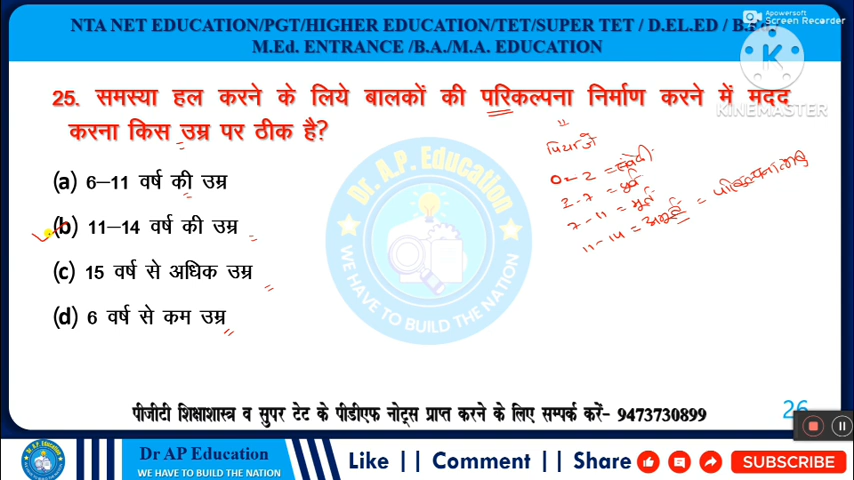 NTA NET EDUCATION/PGT/HIGHER EDUCATION/TET/SUPER TET / D.EL.ED / B.Ed.
M.Ed. ENTRANCE /B.A./M.A. EDUCATION
Apowersoft
Screen Recorder
KINEMASTER
25. समस्या हल करने के लिये बालकों की परिकल्पना निर्माण करने में मदद
करना किस उम्र पर ठीक है?
(a) 6–11 वर्ष की उम्र
(b) 11–14 वर्ष की उम्र
(c) 15 वर्ष से अधिक उम्र
(d) 6 वर्ष से कम उम्र
पियाजे
0-2 =
2-7 = पूर्व
7-11 = मूर्त
11-14 = अमूर्त =
Dr. A.P. Education
WE HAVE TO BUILD THE NATION
पीजीटी शिक्षाशास्त्र व सुपर टेट के पीडीएफ नोट्स प्राप्त करने के लिए सम्पर्क करें- 9473730899
26
Dr AP Education
WE HAVE TO BUILD THE NATION
Like || Comment || Share
SUBSCRIBE